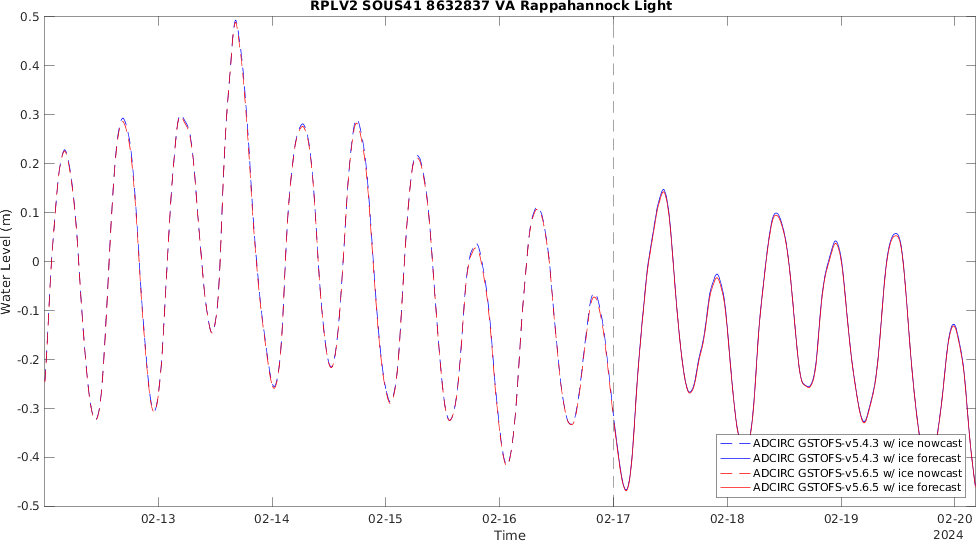 RPLV2 SOUS41 8632837 VA Rappahannock Light
0.5
0.4
0.3
0.2
0.1
0
-0.1
-0.2
-0.3
-0.4
-0.5
Water Level (m)
ADCIRC GSTOFS-v5.4.3 w/ ice nowcast
ADCIRC GSTOFS-v5.4.3 w/ ice forecast
ADCIRC GSTOFS-v5.6.5 w/ ice nowcast
ADCIRC GSTOFS-v5.6.5 w/ ice forecast
02-13 02-14 02-15 02-16 02-17 02-18 02-19 02-20
Time 2024